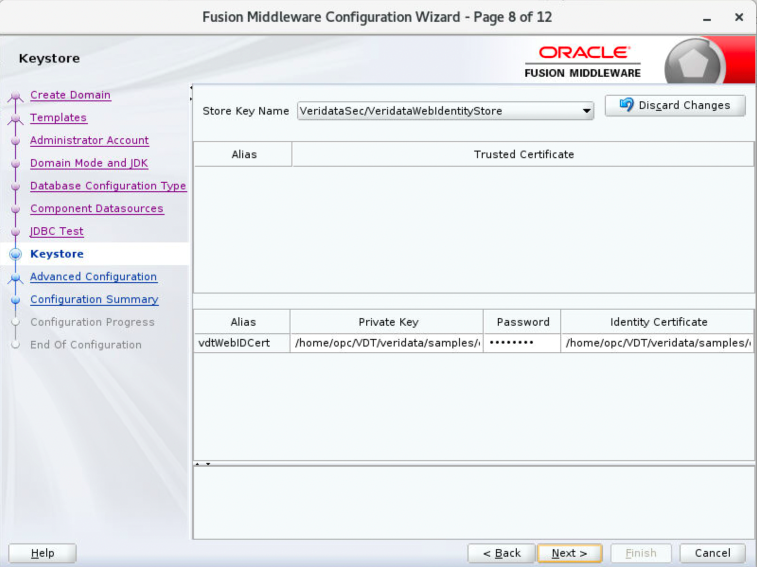 Fusion Middleware Configuration Wizard - Page 8 of 12
Keystore
ORACLE
FUSION MIDDLEWARE
Create Domain
Templates
Administrator Account
Domain Mode and JDK
Database Configuration Type
Component Datasources
JDBC Test
Keystore
Advanced Configuration
Configuration Summary
Configuration Progress
End Of Configuration
Store Key Name VeridataSec/VeridataWebIdentityStore Discard Changes
Alias Trusted Certificate
Alias Private Key Password Identity Certificate
vdtWebIDCert /home/opc/VDT/veridata/samples/ •••••••• /home/opc/VDT/veridata/samples/
Help < Back Next > Finish Cancel